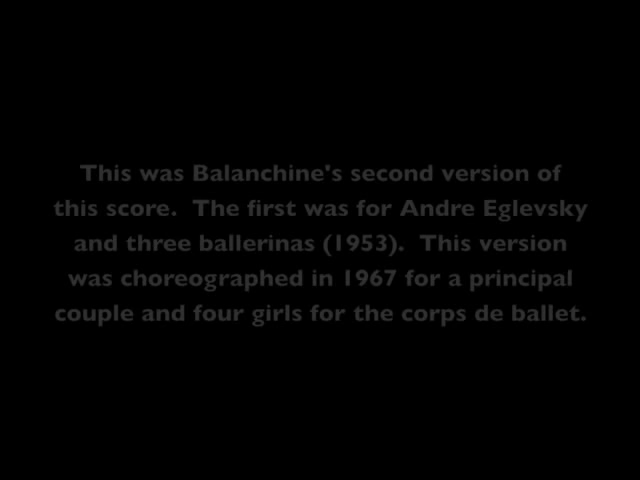 This was Balanchine's second version of
this score.  The first was for Andre Eglevsky
and three ballerinas (1953).  This version
was choreographed in 1967 for a principal
couple and four girls for the corps de ballet.